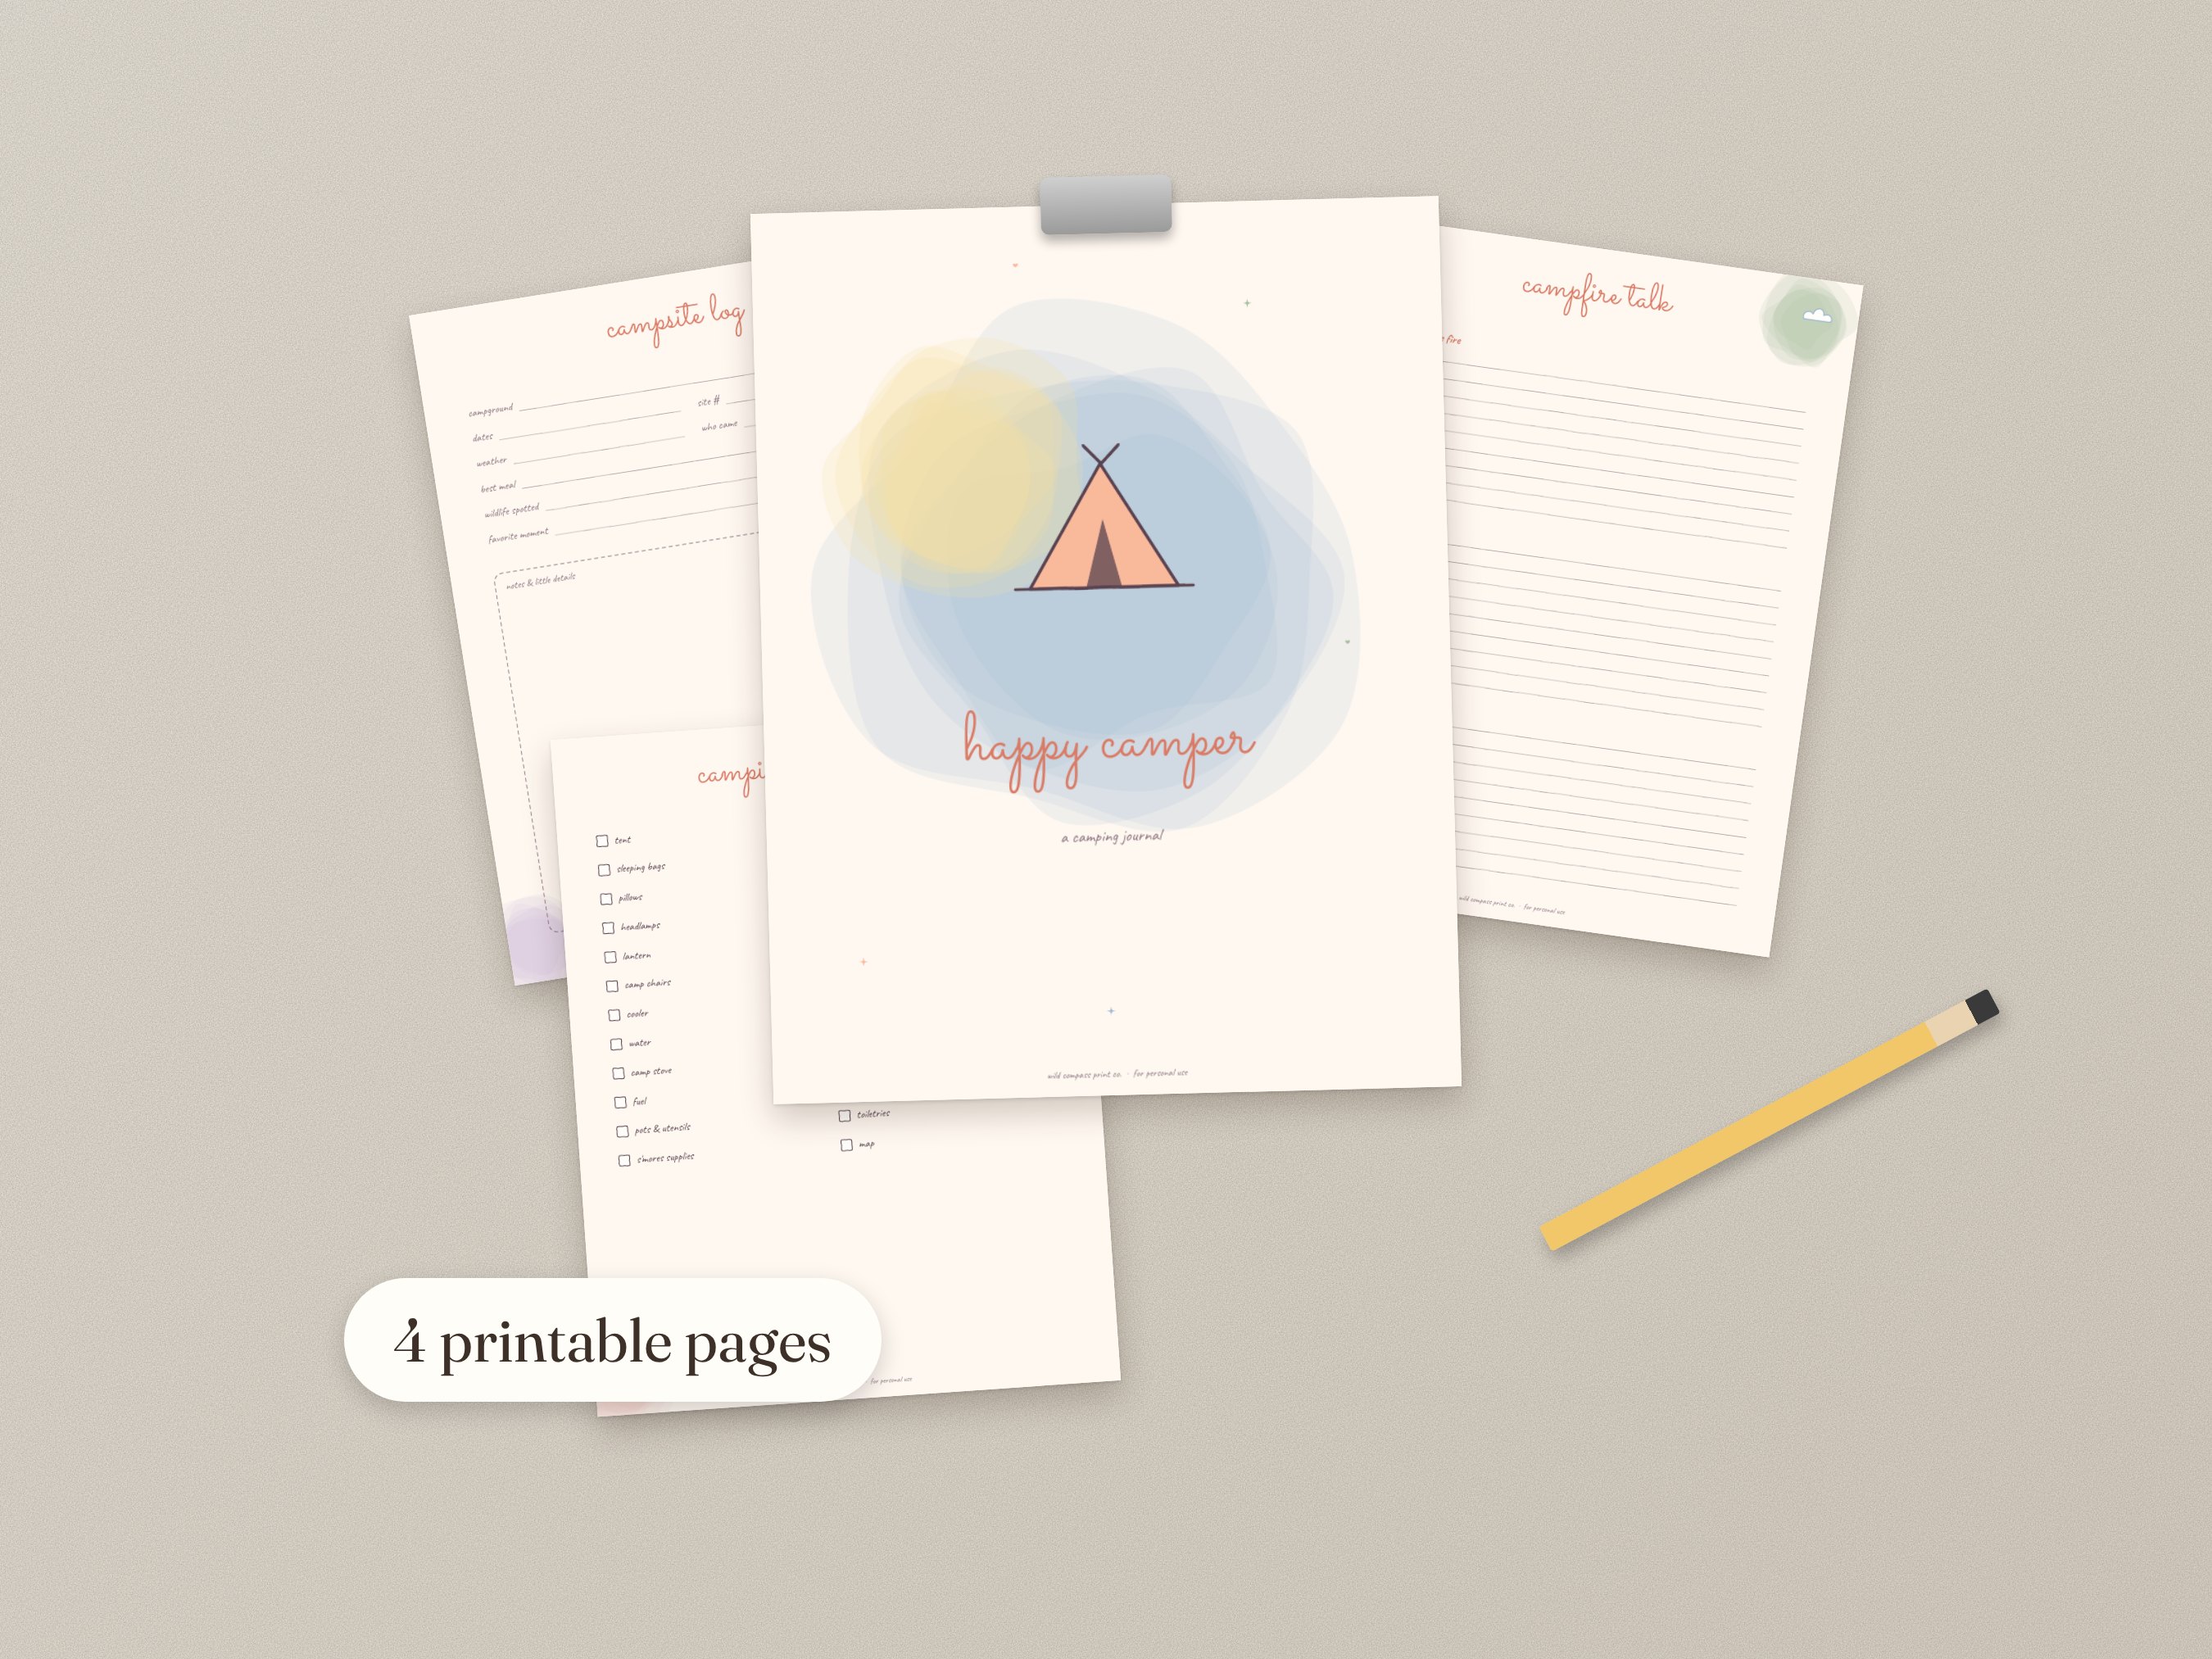 campsite log
campground
dates
site #
weather
who came
best meal
wildlife spotted
favorite moment
notes & little details
campfire talk
fire
wild compass print co. · for personal use
happy camper
a camping journal
wild compass print co. · for personal use
campi
tent
sleeping bags
pillows
headlamps
lantern
camp chairs
cooler
water
camp stove
fuel
pots & utensils
s'mores supplies
toiletries
map
for personal use
4 printable pages